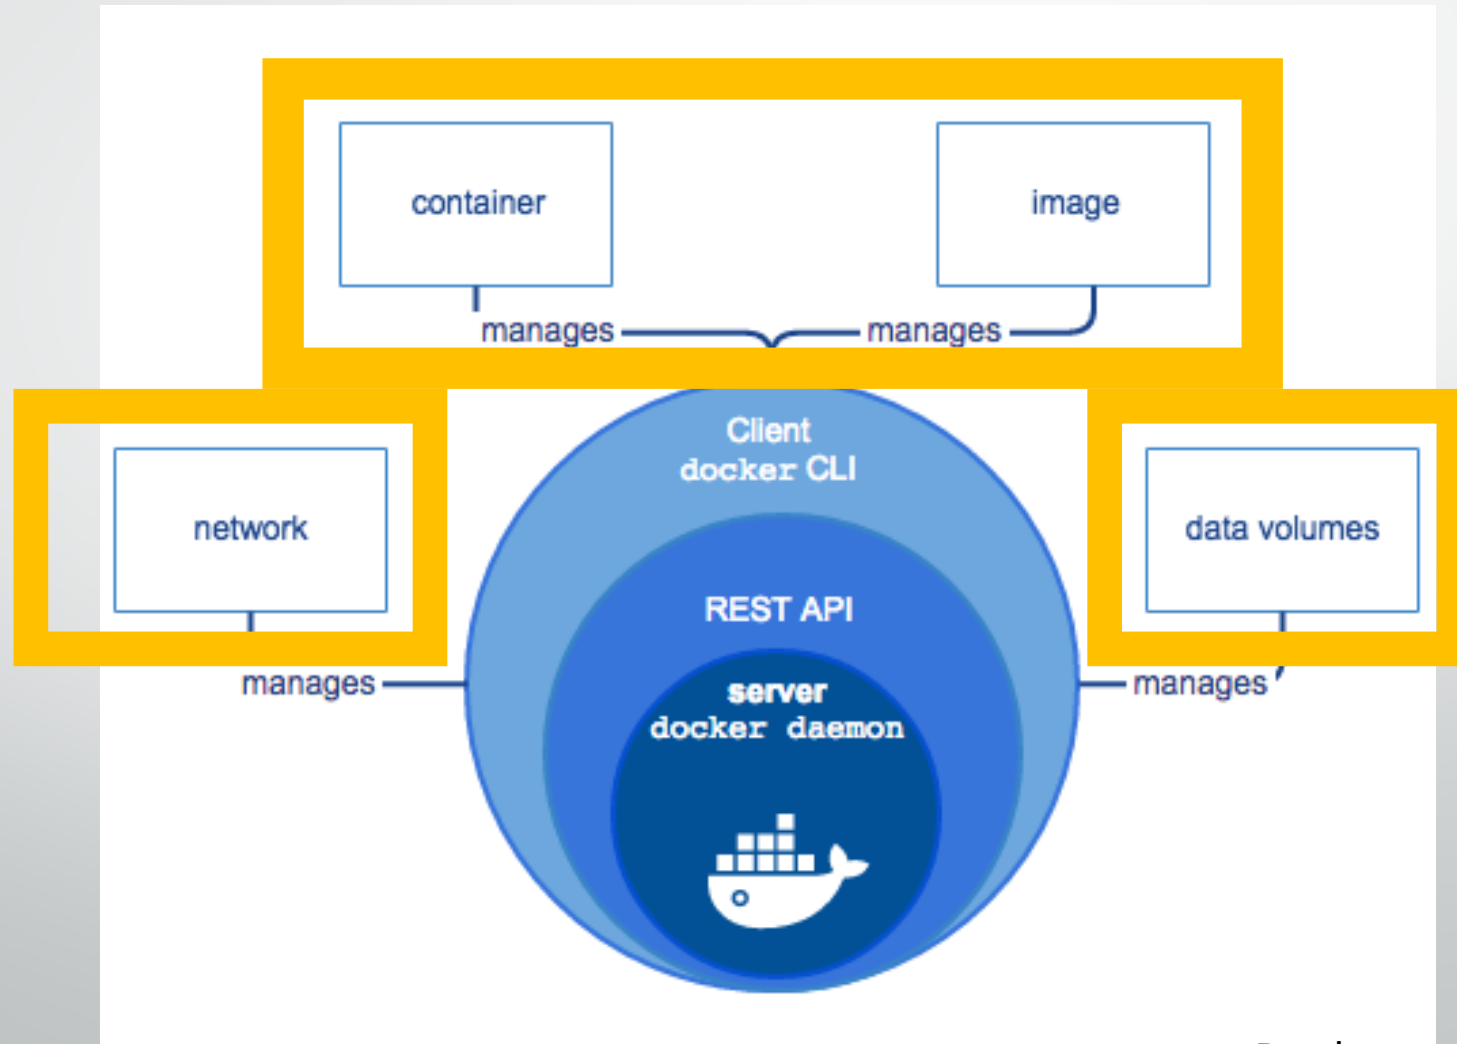 container
image
manages
manages
Client
docker CLI
network
data volumes
REST API
server
docker daemon
manages
manages